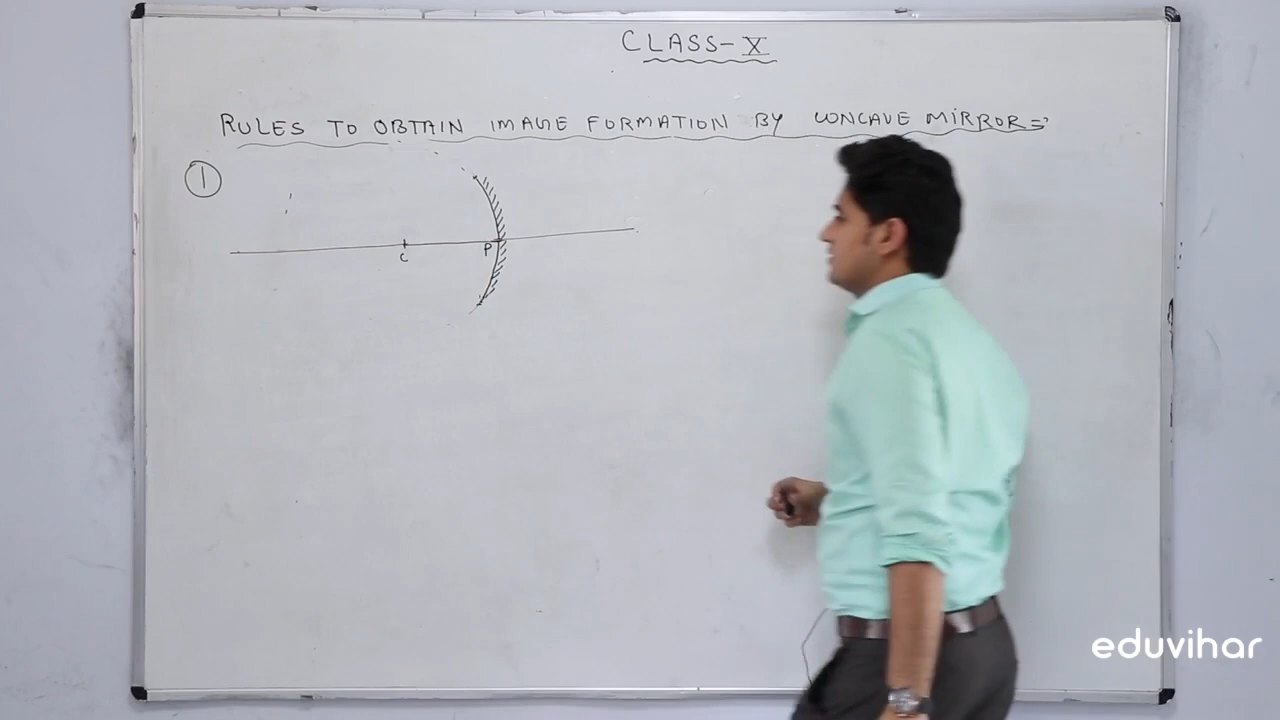 CLASS-X
RULES TO OBTAIN IMAGE FORMATION BY CONCAVE MIRROR:
1
C
P
eduvihar